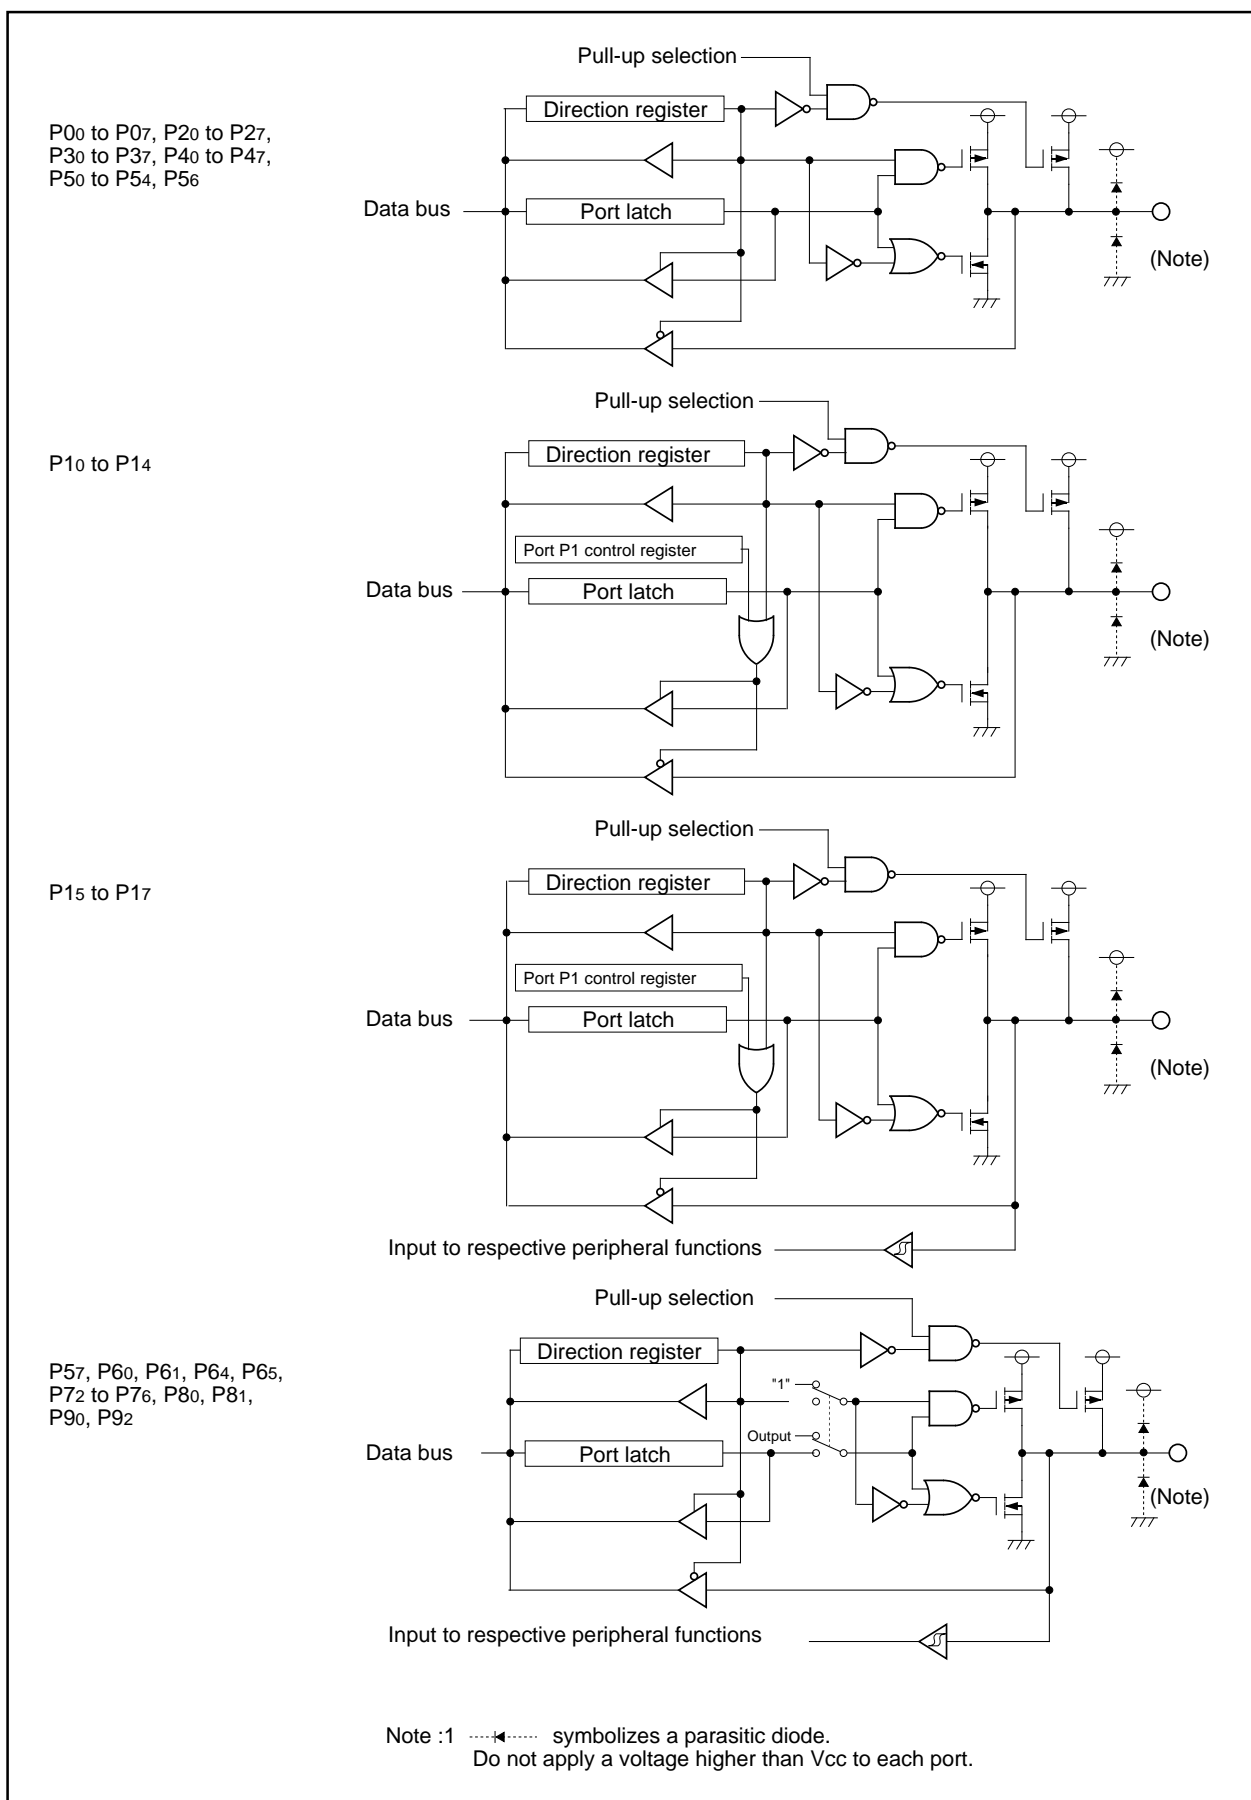 Pull-up selection
Direction register
P00 to P07, P20 to P27,
P30 to P37, P40 to P47,
P50 to P54, P56
Data bus
Port latch
(Note)
Pull-up selection
Direction register
P10 to P14
Port P1 control register
Data bus
Port latch
(Note)
Pull-up selection
Direction register
P15 to P17
Port P1 control register
Data bus
Port latch
(Note)
Input to respective peripheral functions
Pull-up selection
Direction register
P57, P60, P61, P64, P65,
P72 to P76, P80, P81,
P90, P92
"1"
Output
Data bus
Port latch
(Note)
Input to respective peripheral functions
Note :1 symbolizes a parasitic diode.
Do not apply a voltage higher than Vcc to each port.